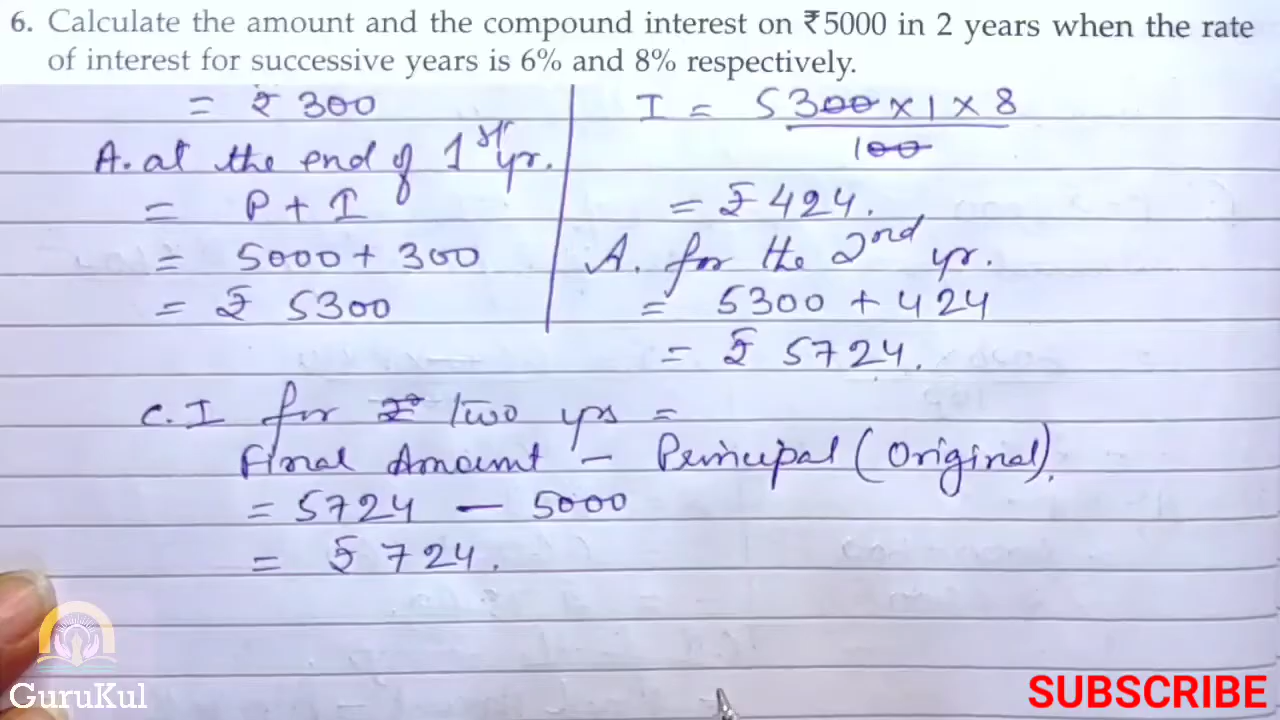 6. Calculate the amount and the compound interest on ₹5000 in 2 years when the rate
of interest for successive years is 6% and 8% respectively.
= ₹ 300
A. at the end of 1st yr.
= P + I
= 5000 + 300
= ₹ 5300
I = 5300 × 1 × 8
100
= ₹ 424.
A. for the 2rd yr.
= 5300 + 424
= ₹ 5724.
C.I for two yrs =
Final Amount - Principal (Original).
= 5724 - 5000
= ₹ 724.
GuruKul
SUBSCRIBE